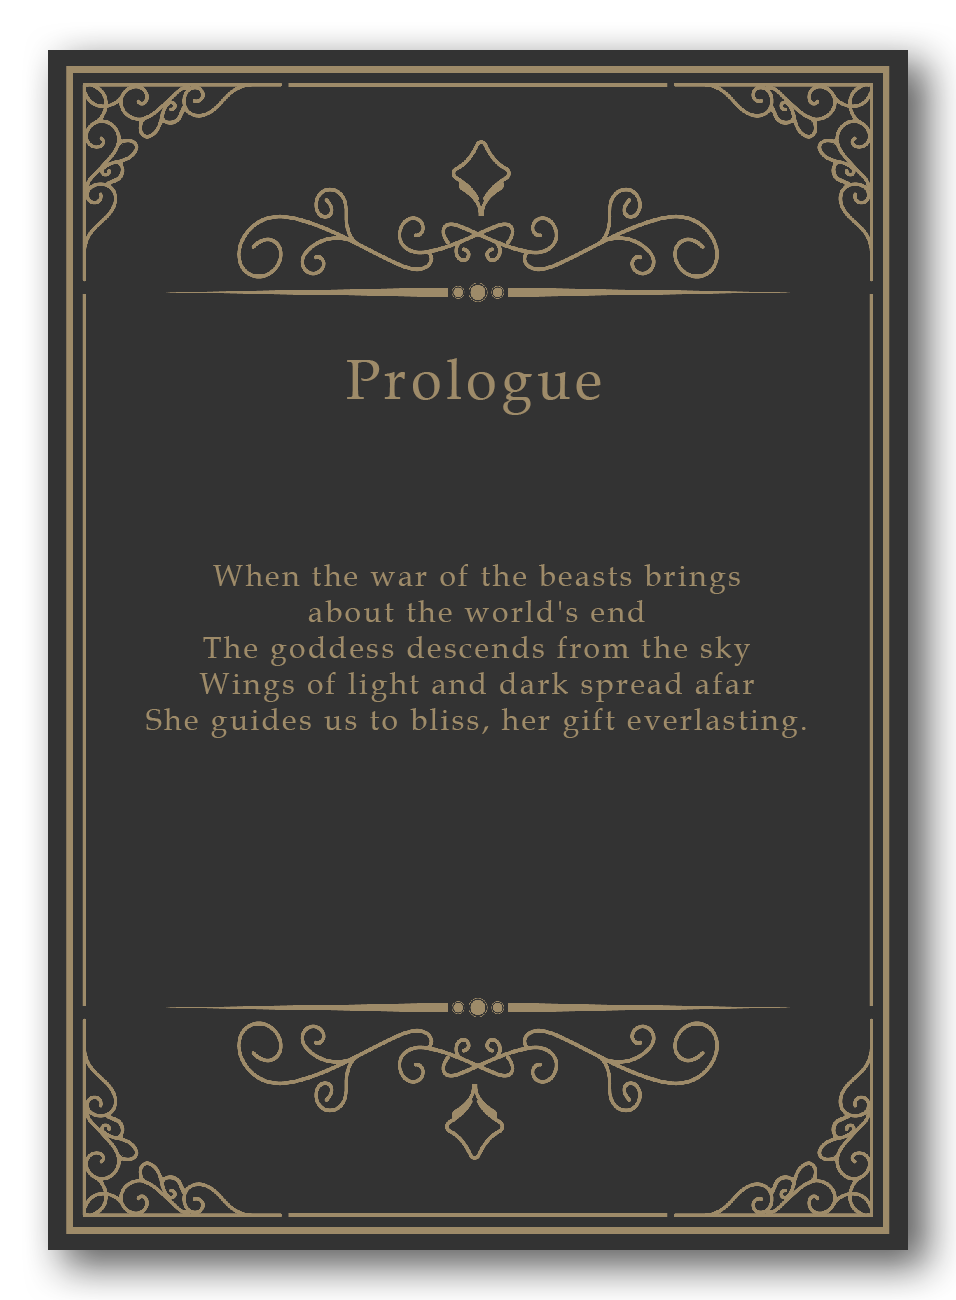 Prologue
When the war of the beasts brings
about the world's end
The goddess descends from the sky
Wings of light and dark spread afar
She guides us to bliss, her gift everlasting.